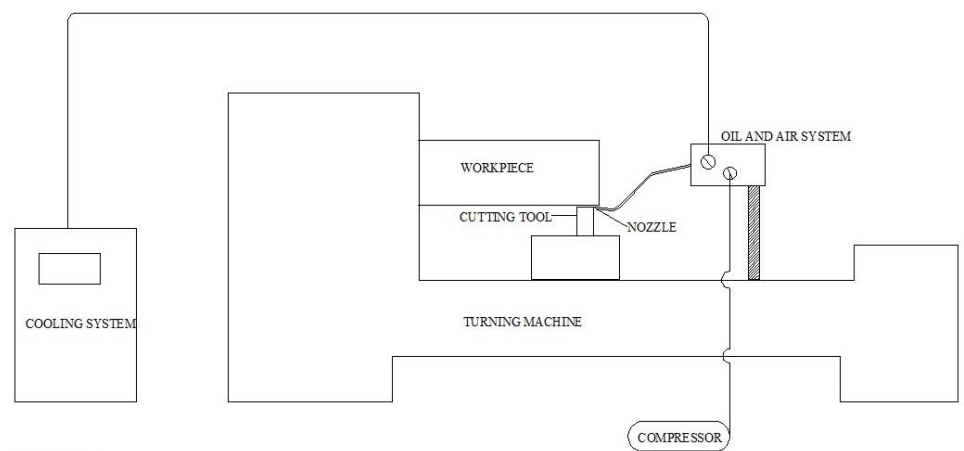 OIL AND AIR SYSTEM
WORKPIECE
CUTTING TOOL
NOZZLE
COOLING SYSTEM
TURNING MACHINE
COMPRESSOR